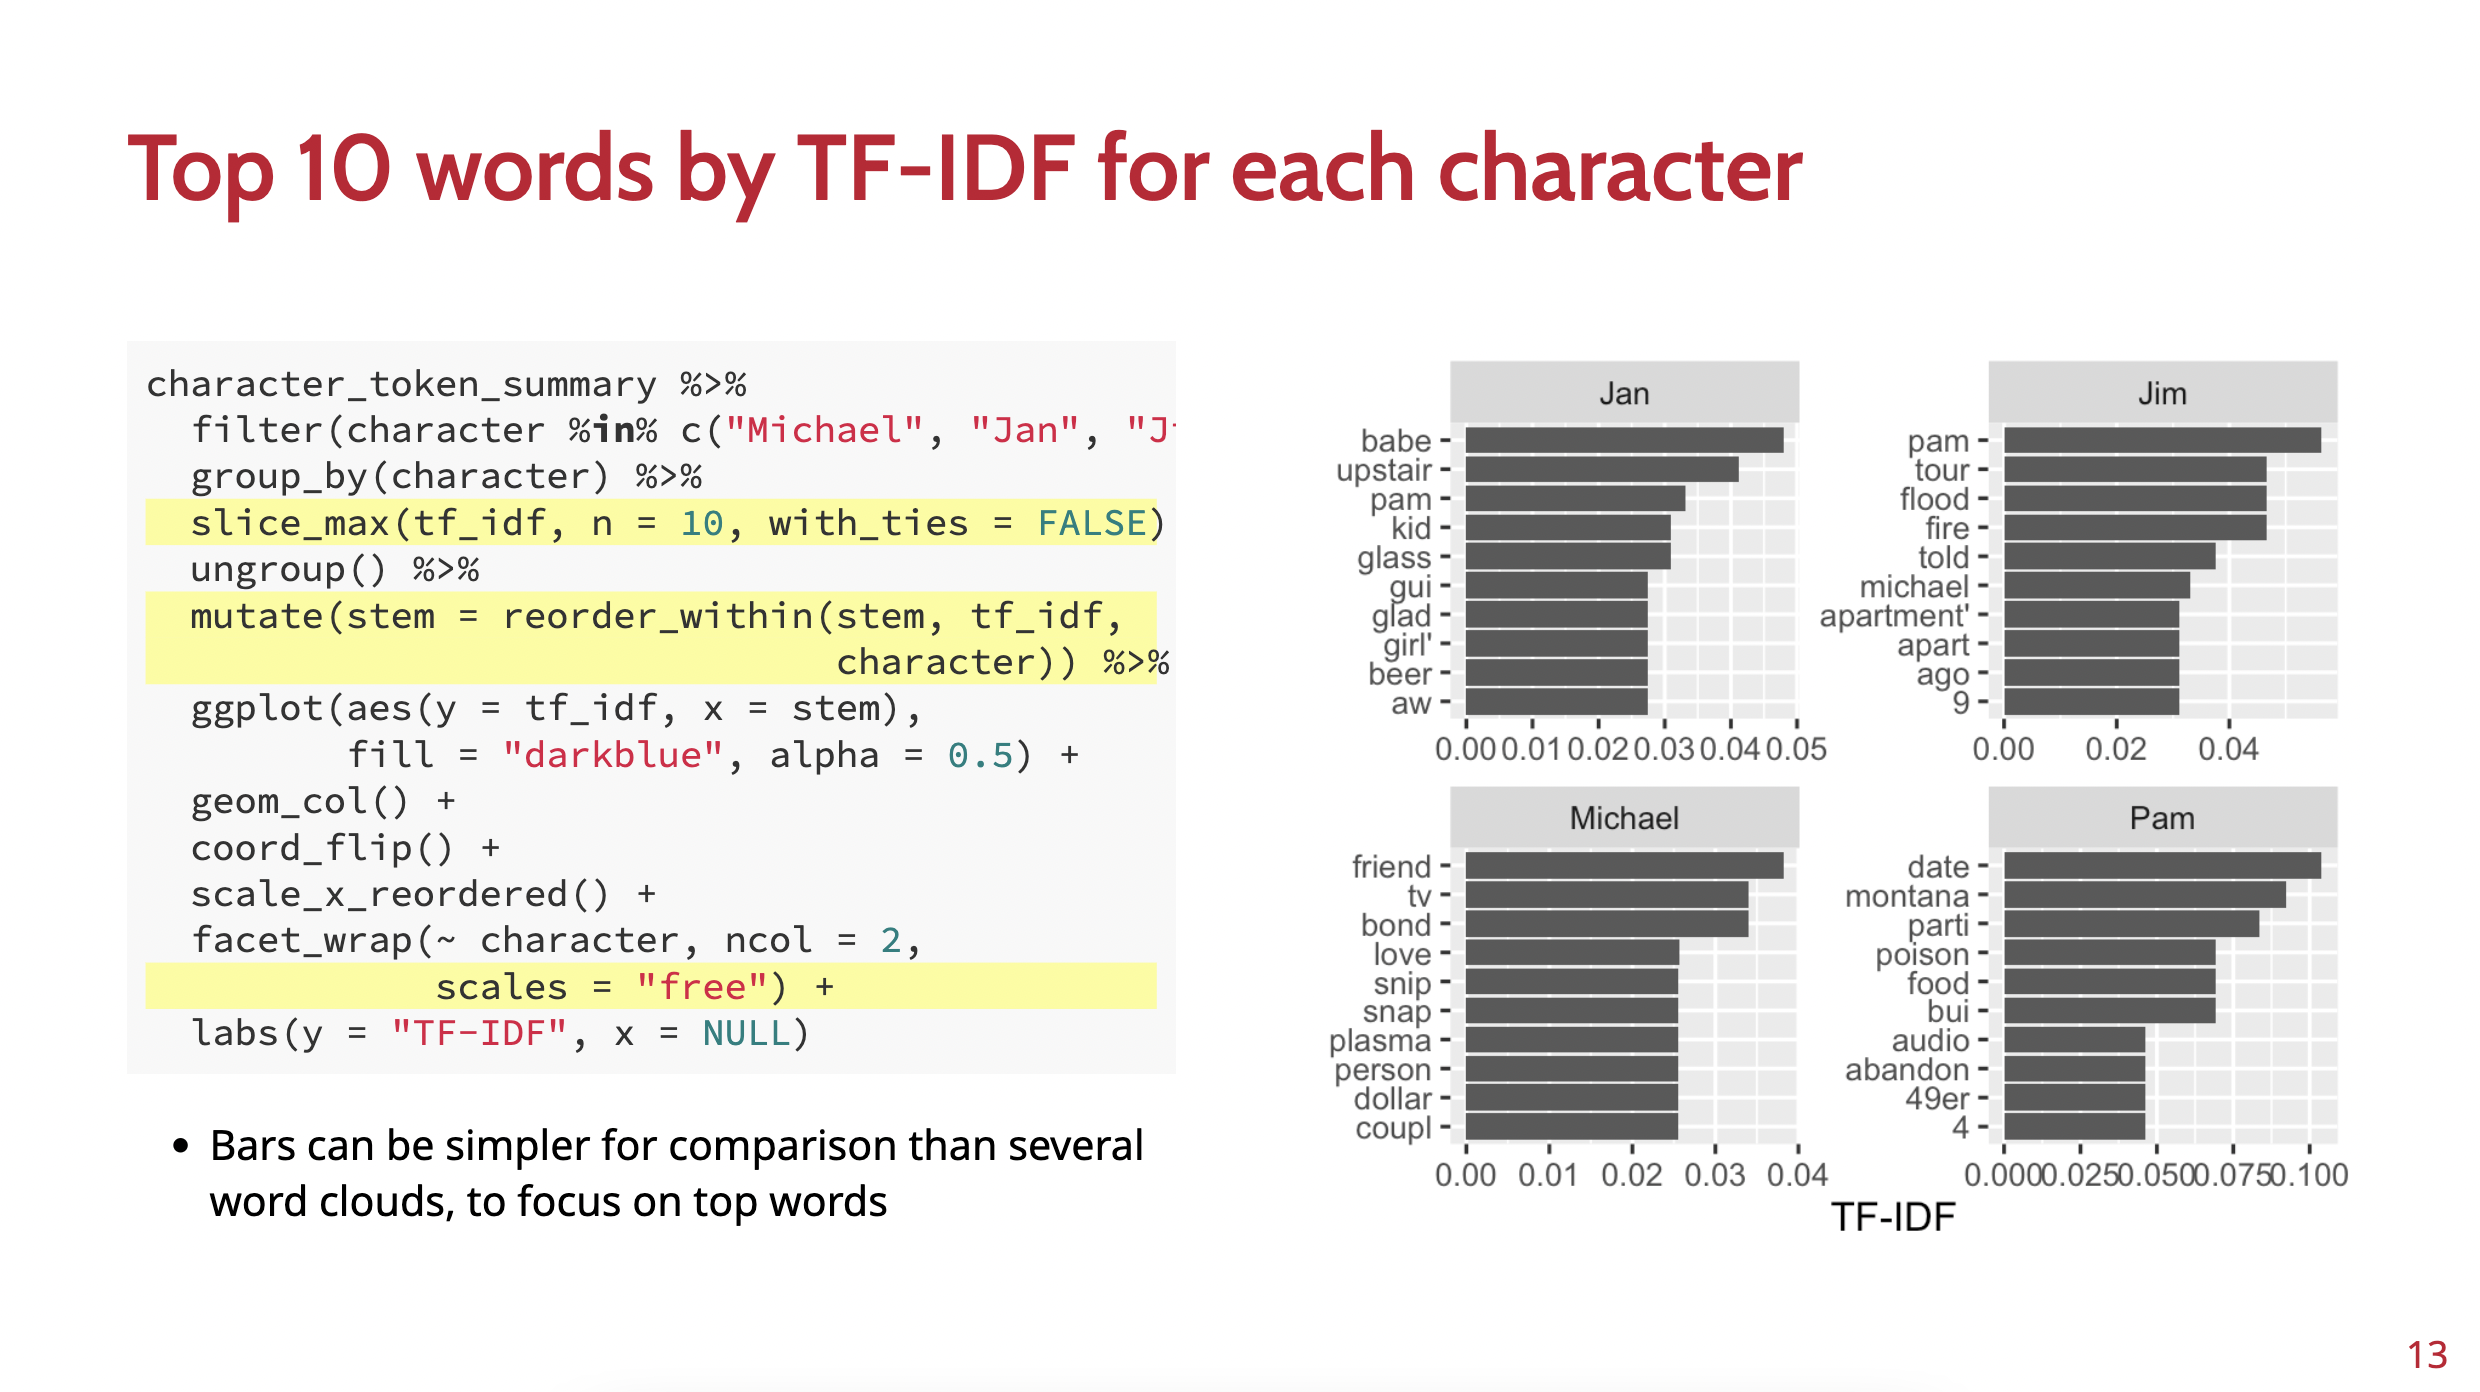 Top 10 words by TF-IDF for each character
character_token_summary %>%
filter(character %in% c("Michael", "Jan", "J
group_by(character) %>%
slice_max(tf_idf, n = 10, with_ties = FALSE)
ungroup() %>%
mutate(stem = reorder_within(stem, tf_idf,
character)) %>%
ggplot(aes(y = tf_idf, x = stem),
fill = "darkblue", alpha = 0.5) +
geom_col() +
coord_flip() +
scale_x_reordered() +
facet_wrap(~ character, ncol = 2,
scales = "free") +
labs(y = "TF-IDF", x = NULL)
• Bars can be simpler for comparison than several
word clouds, to focus on top words
Jan
babe
upstair
pam
kid
glass
gui
glad
girl'
beer
aw
0.00 0.01 0.02 0.03 0.04 0.05
Jim
pam
tour
flood
fire
told
michael
apartment'
apart
ago
9
0.00 0.02 0.04
Michael
friend
tv
bond
love
snip
snap
plasma
person
dollar
coupl
0.00 0.01 0.02 0.03 0.04
Pam
date
montana
parti
poison
food
bui
audio
abandon
49er
4
0.000 0.025 0.050 0.075 0.100
TF-IDF
13